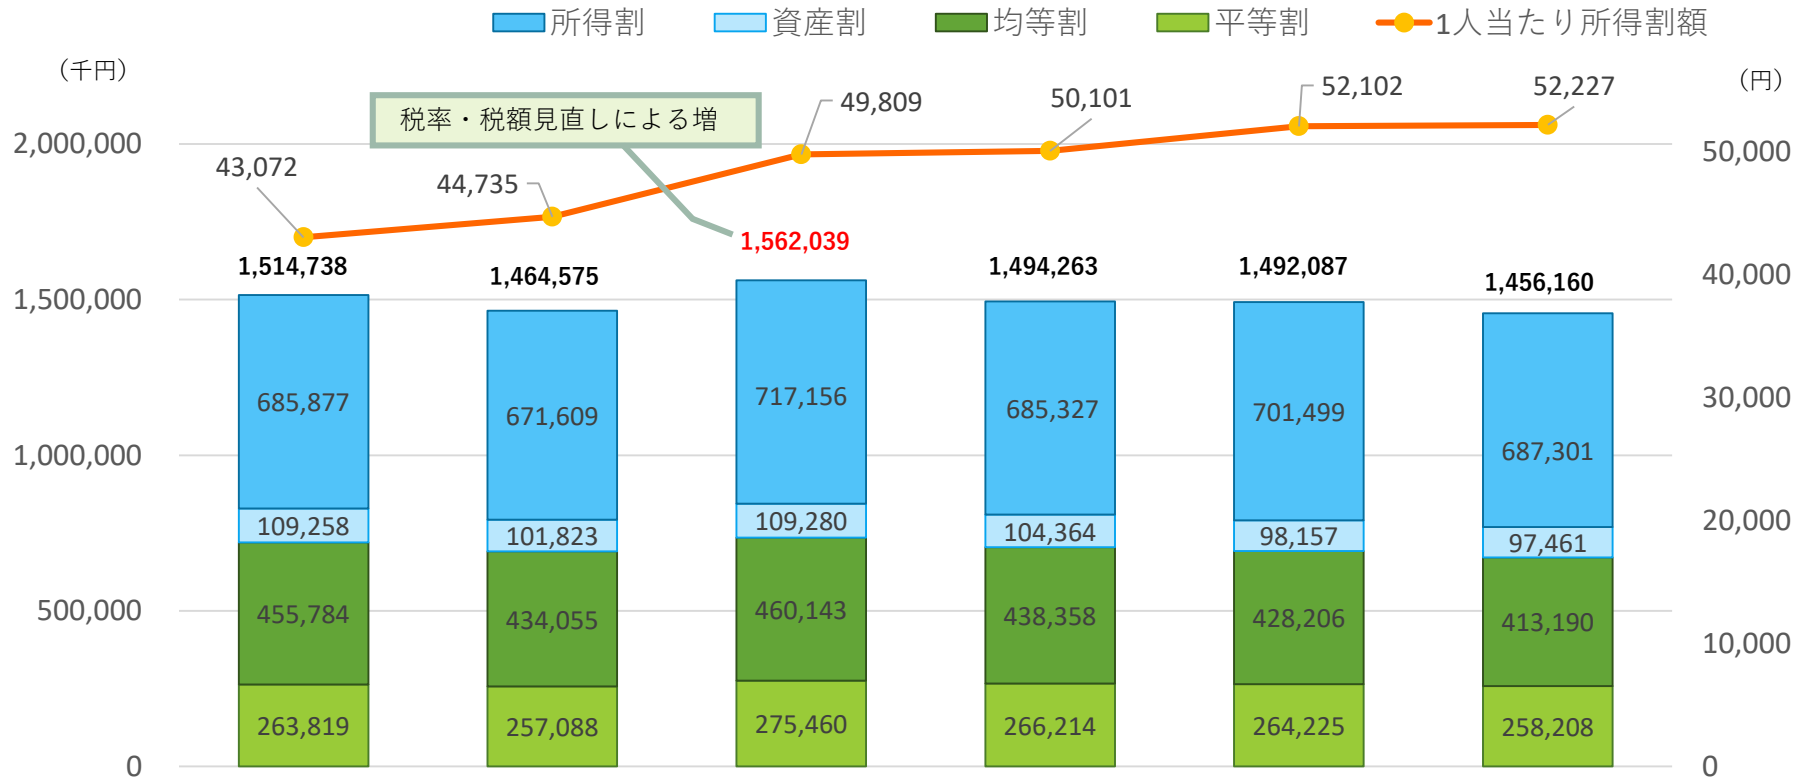 所得割 資産割 均等割 平等割 1人当たり所得割額
（千円） （円）
税率・税額見直しによる増
43,072 44,735 49,809 50,101 52,102 52,227
2,000,000 50,000
1,514,738 1,464,575 1,562,039 1,494,263 1,492,087 1,456,160
40,000
1,500,000
685,877 671,609 717,156 685,327 701,499 687,301
30,000
1,000,000
109,258 101,823 109,280 104,364 98,157 97,461
20,000
500,000
455,784 434,055 460,143 438,358 428,206 413,190
10,000
263,819 257,088 275,460 266,214 264,225 258,208
0 0